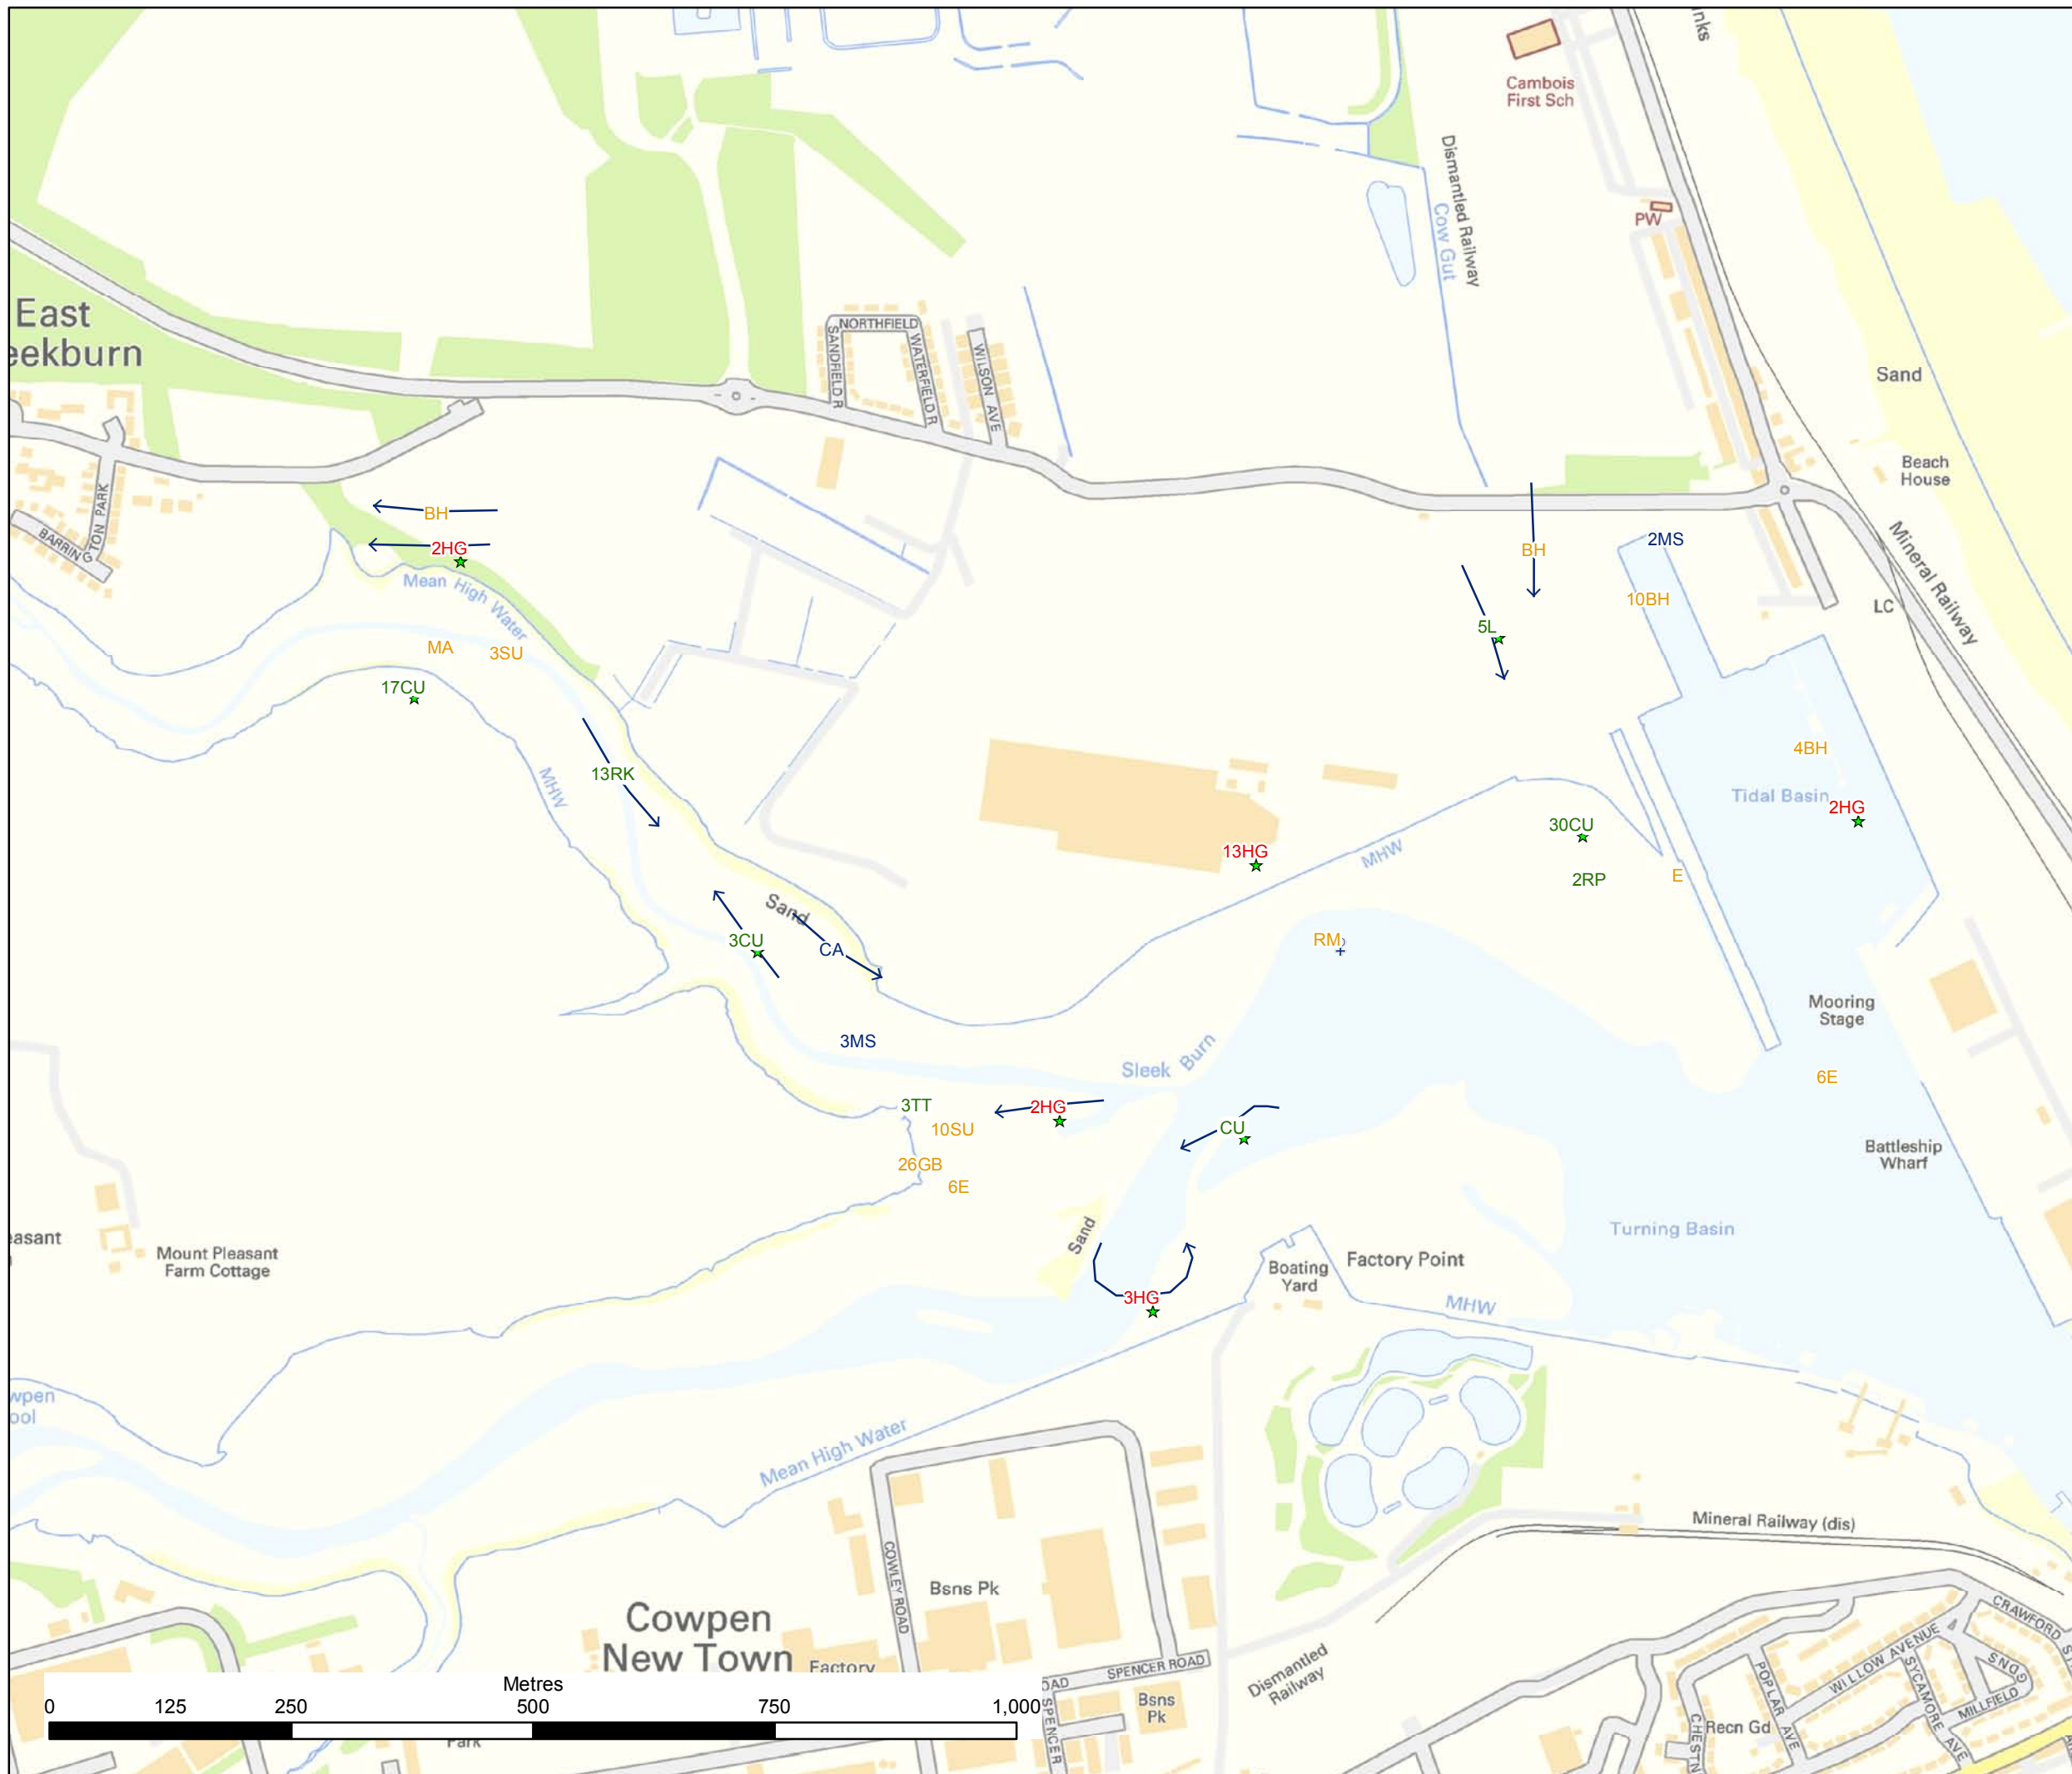 Cambois
First Sch
Dismantled Railway
Cow Gut
PW
East
eekburn
NORTHFIELD
SANDFIELD R
WATERFIELD R
WILSON AVE
Sand
Beach
House
BARRINGTON PARK
BH
2HG
Mean High Water
MA
3SU
17CU
MHW
13RK
BH
5L
2MS
10BH
LC
Mineral Railway
4BH
Tidal Basin
2HG
30CU
2RP
E
13HG
MHW
Sand
3CU
CA
RM
3MS
Mooring
Stage
Sleek Burn
6E
3TT
10SU
26GB
6E
2HG
CU
Battleship
Wharf
Turning Basin
easant
Mount Pleasant
Farm Cottage
Sand
3HG
Boating
Yard
Factory Point
MHW
wpen
ool
Mean High Water
Mineral Railway (dis)
COWLEY ROAD
Bsns Pk
Cowpen
New Town
Factory
SPENCER ROAD
OAD
SPENCER
Bsns
Pk
Dismantled
Railway
CRAWFORD
WILLOW AVENUE
POPLAR AVE
SYCAMORE AVE
GDNS
MILLFIELD
CHESTN
Recn Gd
Park
Metres
0 125 250 500 750 1,000